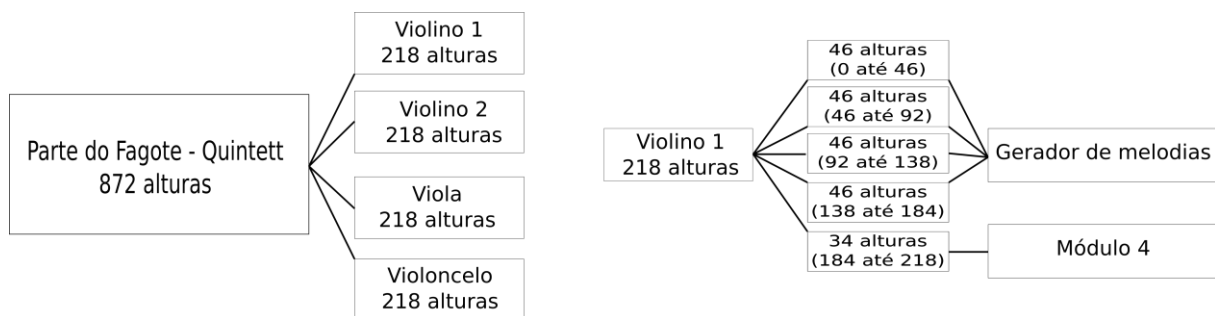 Parte do Fagote - Quintett
872 alturas
Violino 1
218 alturas
Violino 2
218 alturas
Viola
218 alturas
Violoncelo
218 alturas
Violino 1
218 alturas
46 alturas
(0 até 46)
46 alturas
(46 até 92)
46 alturas
(92 até 138)
46 alturas
(138 até 184)
34 alturas
(184 até 218)
Gerador de melodias
Módulo 4